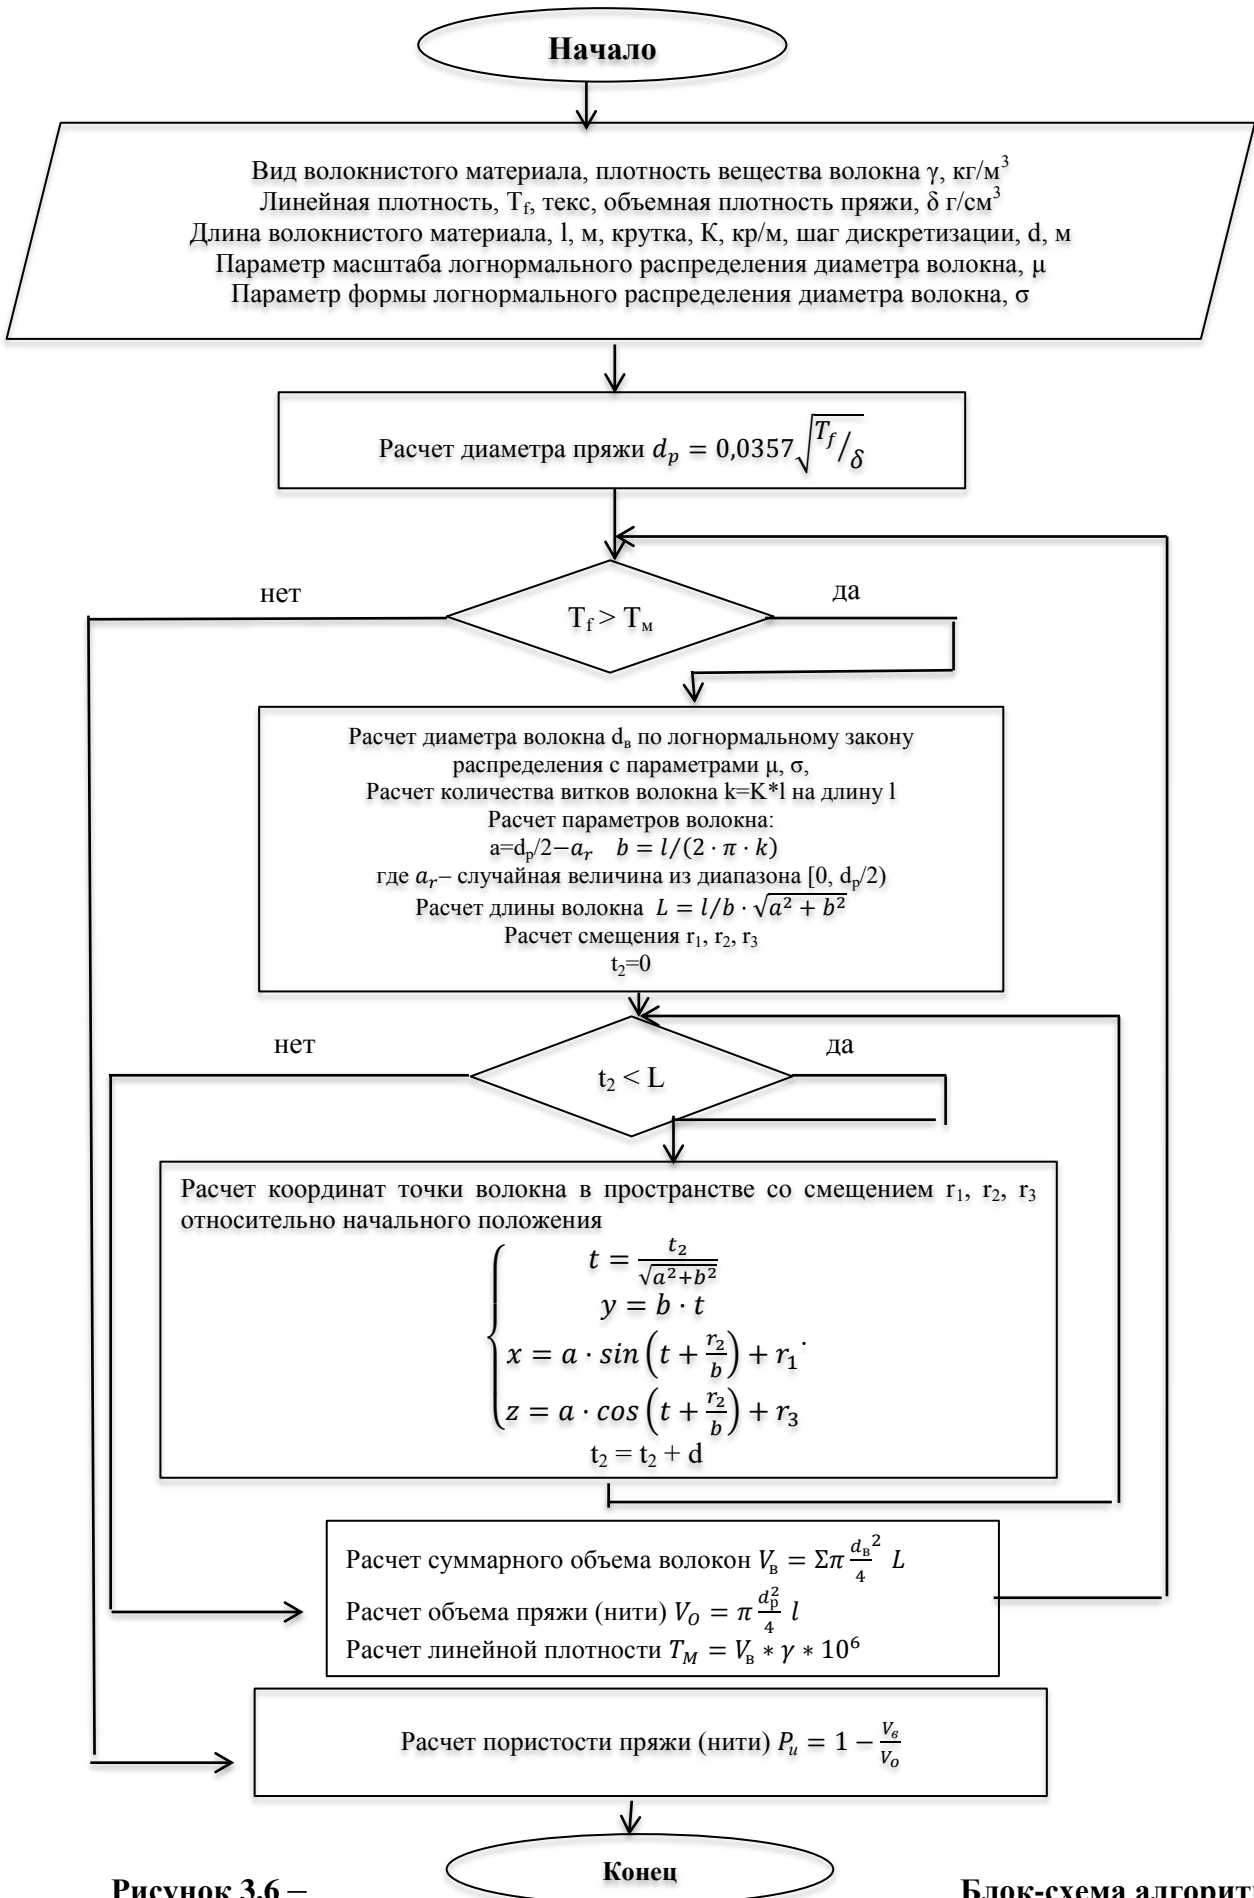 Начало
Вид волокнистого материала, плотность вещества волокна γ, кг/м³
Линейная плотность, T_f, текс, объемная плотность пряжи, δ г/см³
Длина волокнистого материала, l, м, крутка, К, кр/м, шаг дискретизации, d, м
Параметр масштаба логнормального распределения диаметра волокна, μ
Параметр формы логнормального распределения диаметра волокна, σ
Расчет диаметра пряжи d_p = 0,0357√(T_f/δ)
нет
да
T_f > T_м
Расчет диаметра волокна d_в по логнормальному закону
распределения с параметрами μ, σ,
Расчет количества витков волокна k=K*l на длину l
Расчет параметров волокна:
a=d_p/2−a_r b = l/(2 · π · k)
где a_r– случайная величина из диапазона [0, d_p/2)
Расчет длины волокна L = l/b · √(a² + b²)
Расчет смещения r₁, r₂, r₃
t₂=0
нет
да
t₂ < L
Расчет координат точки волокна в пространстве со смещением r₁, r₂, r₃
относительно начального положения
t = t₂/√(a²+b²)
y = b · t
x = a · sin(t + r₂/b) + r₁.
z = a · cos(t + r₂/b) + r₃
t₂ = t₂ + d
Расчет суммарного объема волокон V_в = Σπ d_в²/4 L
Расчет объема пряжи (нити) V_O = π d_р²/4 l
Расчет линейной плотности T_M = V_в * γ * 10⁶
Расчет пористости пряжи (нити) P_и = 1 − V_в/V_о
Конец
Рисунок 3.6 – Блок-схема алгорит